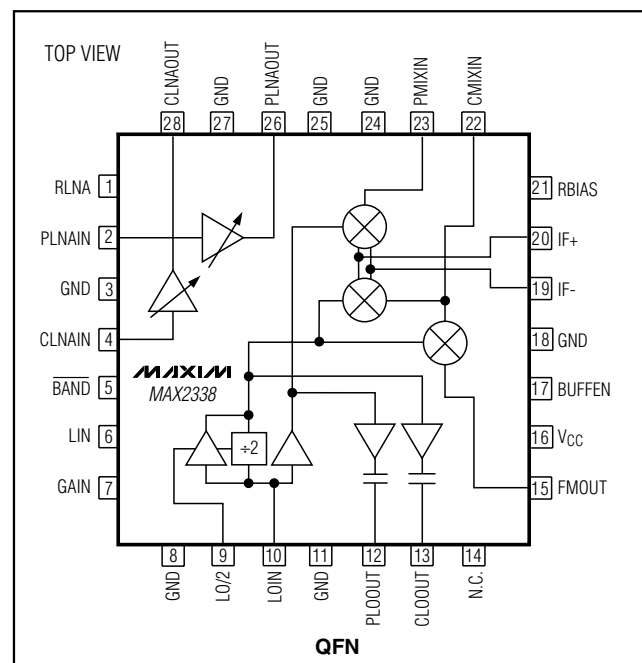 TOP VIEW
CLNAOUT
GND
PLNAOUT
GND
GND
PMIXIN
CMIXIN
28
27
26
25
24
23
22
RLNA 1
PLNAIN 2
GND 3
CLNAIN 4
BAND 5
LIN 6
GAIN 7
21 RBIAS
20 IF+
19 IF-
18 GND
17 BUFFEN
16 VCC
15 FMOUT
MAXIM
MAX2338
÷2
8
9
10
11
12
13
14
GND
LO/2
LOIN
GND
PLOOUT
CLOOUT
N.C.
QFN